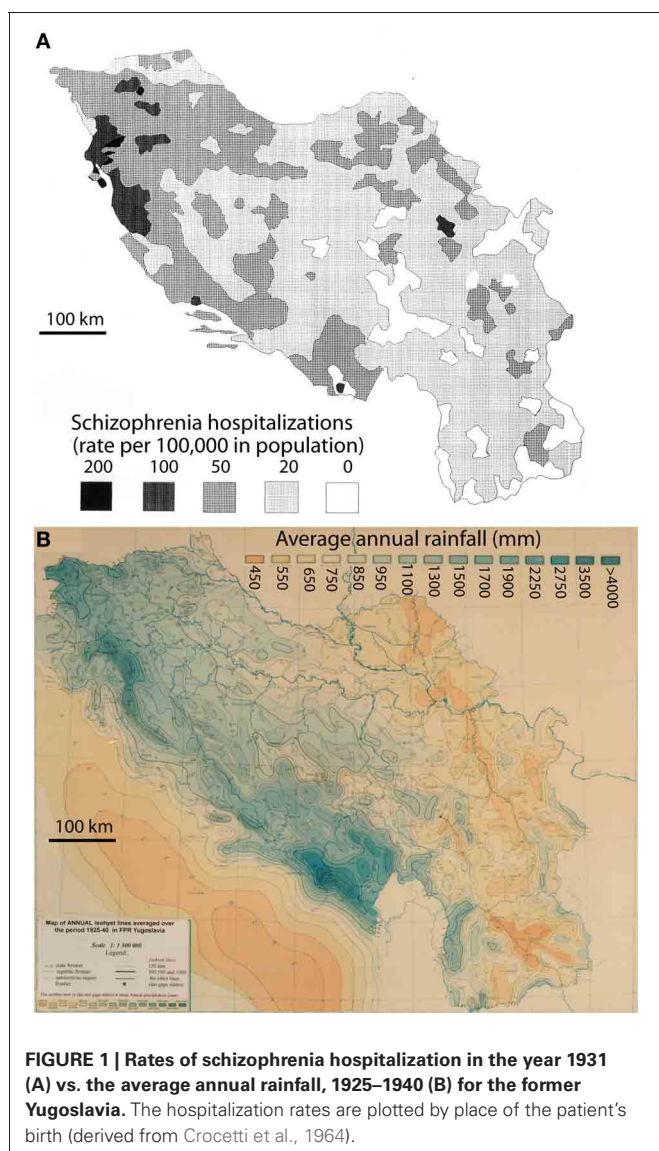 A
100 km
Schizophrenia hospitalizations
(rate per 100,000 in population)
200 100 50 20 0
B
Average annual rainfall (mm)
450 550 650 750 850 950 1100 1300 1500 1700 1900 2250 2750 3500 >4000
100 km
Map of ANNUAL isohyet lines averaged over
the period 1925-40 in FPR Yugoslavia
Scale 1: 1 500 000
Legend:
FIGURE 1 | Rates of schizophrenia hospitalization in the year 1931
(A) vs. the average annual rainfall, 1925–1940 (B) for the former
Yugoslavia. The hospitalization rates are plotted by place of the patient's
birth (derived from Crocetti et al., 1964).